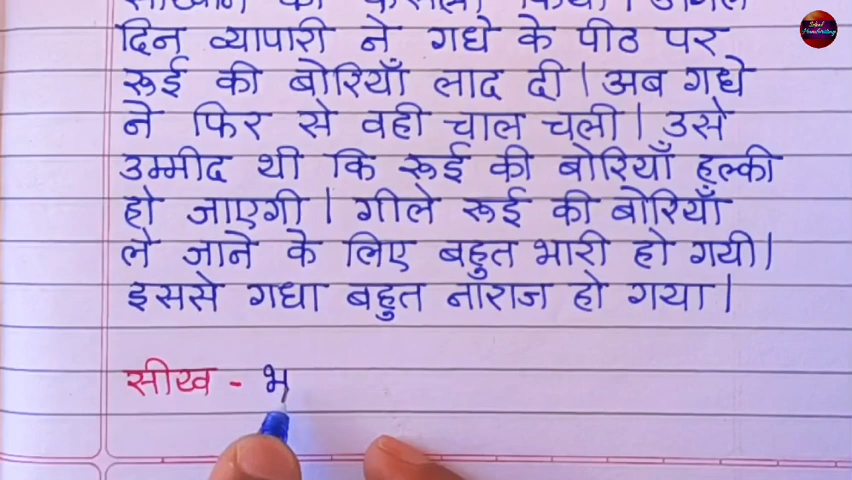 दिन व्यापारी ने गधे के पीठ पर
रूई की बोरियाँ लाद दी। अब गधे
ने फिर से वही चाल चली। उसे
उम्मीद थी कि रूई की बोरियाँ हल्की
हो जाएगी। गीले रूई की बोरियाँ
ले जाने के लिए बहुत भारी हो गयी।
इससे गधा बहुत नाराज हो गया।
सीख - भ